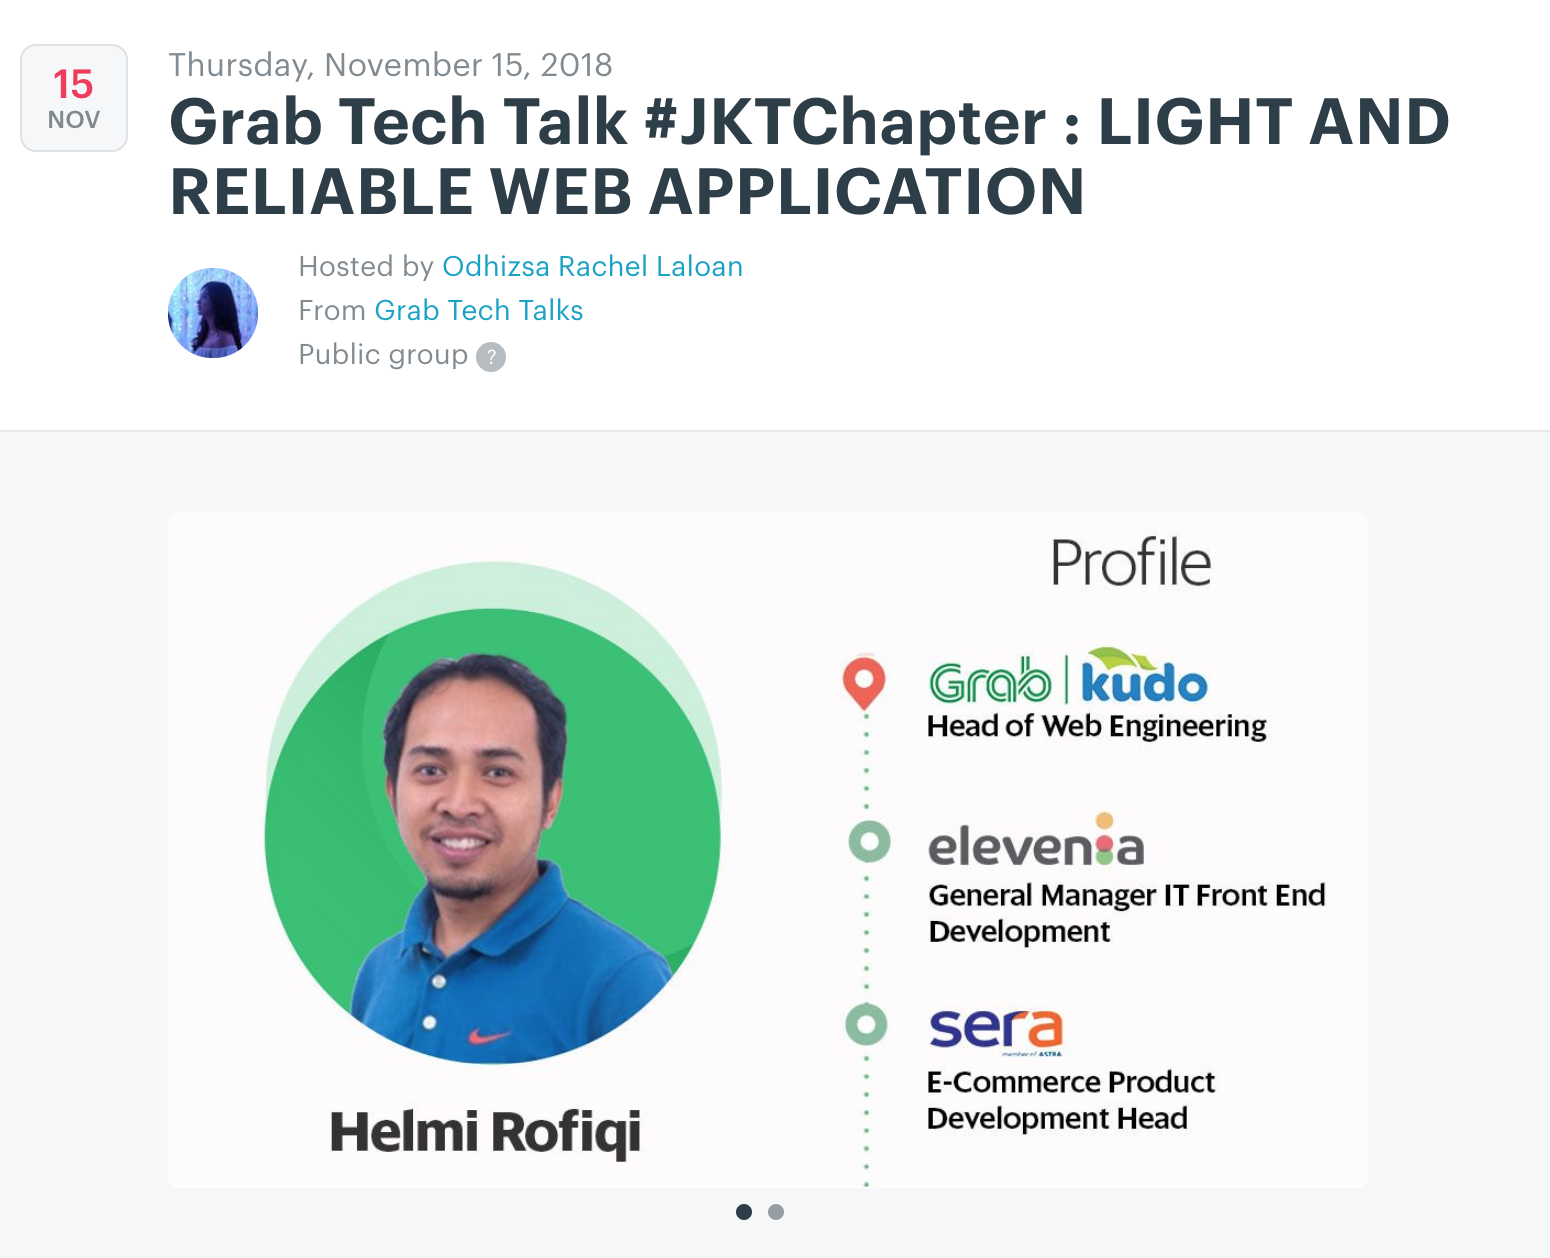 15
NOV
Thursday, November 15, 2018
Grab Tech Talk #JKTChapter : LIGHT AND
RELIABLE WEB APPLICATION
Hosted by Odhizsa Rachel Laloan
From Grab Tech Talks
Public group ?
Profile
Grab | kudo
Head of Web Engineering
elevenia
General Manager IT Front End
Development
sera
member of ASTRA
E-Commerce Product
Development Head
Helmi Rofiqi